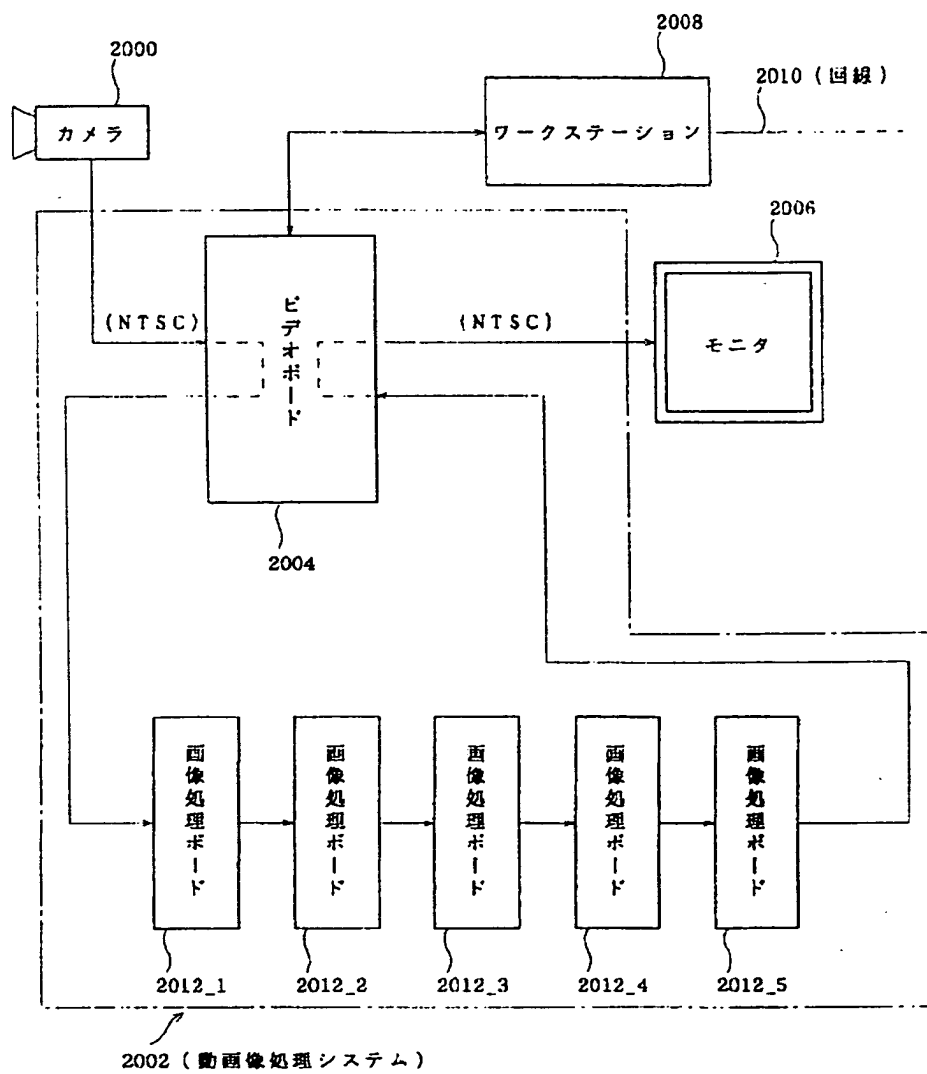 2000
カメラ
2008
ワークステーション
2010 (回線)
2006
モニタ
(NTSC)
ビデオボード
(NTSC)
2004
画像処理ボード
画像処理ボード
画像処理ボード
画像処理ボード
画像処理ボード
2012_1
2012_2
2012_3
2012_4
2012_5
2002 (動画像処理システム)